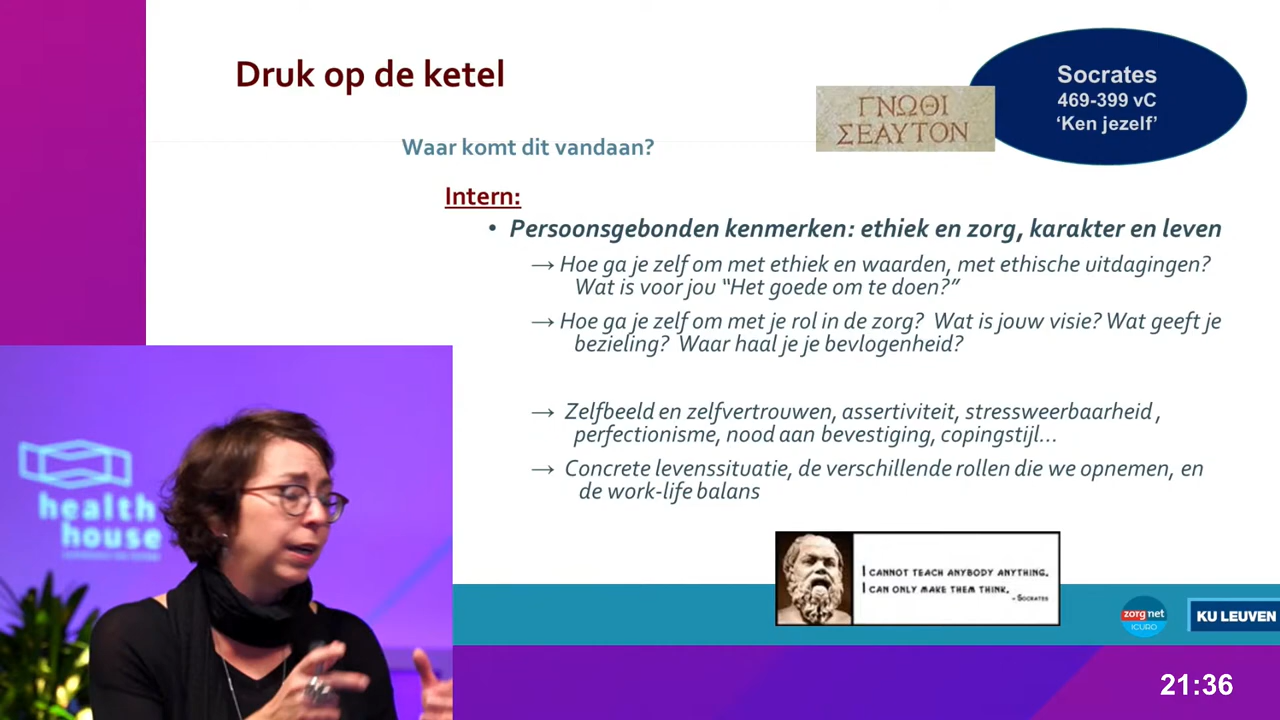 Druk op de ketel
ΓΝΩΘΙ
ΣΕΑΥΤΟΝ
Socrates
469-399 vC
‘Ken jezelf’
Waar komt dit vandaan?
Intern:
• Persoonsgebonden kenmerken: ethiek en zorg, karakter en leven
→ Hoe ga je zelf om met ethiek en waarden, met ethische uitdagingen?
Wat is voor jou “Het goede om te doen?”
→ Hoe ga je zelf om met je rol in de zorg? Wat is jouw visie? Wat geeft je
bezieling? Waar haal je je bevlogenheid?
→ Zelfbeeld en zelfvertrouwen, assertiviteit, stressweerbaarheid,
perfectionisme, nood aan bevestiging, copingstijl…
→ Concrete levenssituatie, de verschillende rollen die we opnemen, en
de work-life balans
health
house
I CANNOT TEACH ANYBODY ANYTHING.
I CAN ONLY MAKE THEM THINK.
- SOCRATES
zorgnet
ICURO
KU LEUVEN
21:36